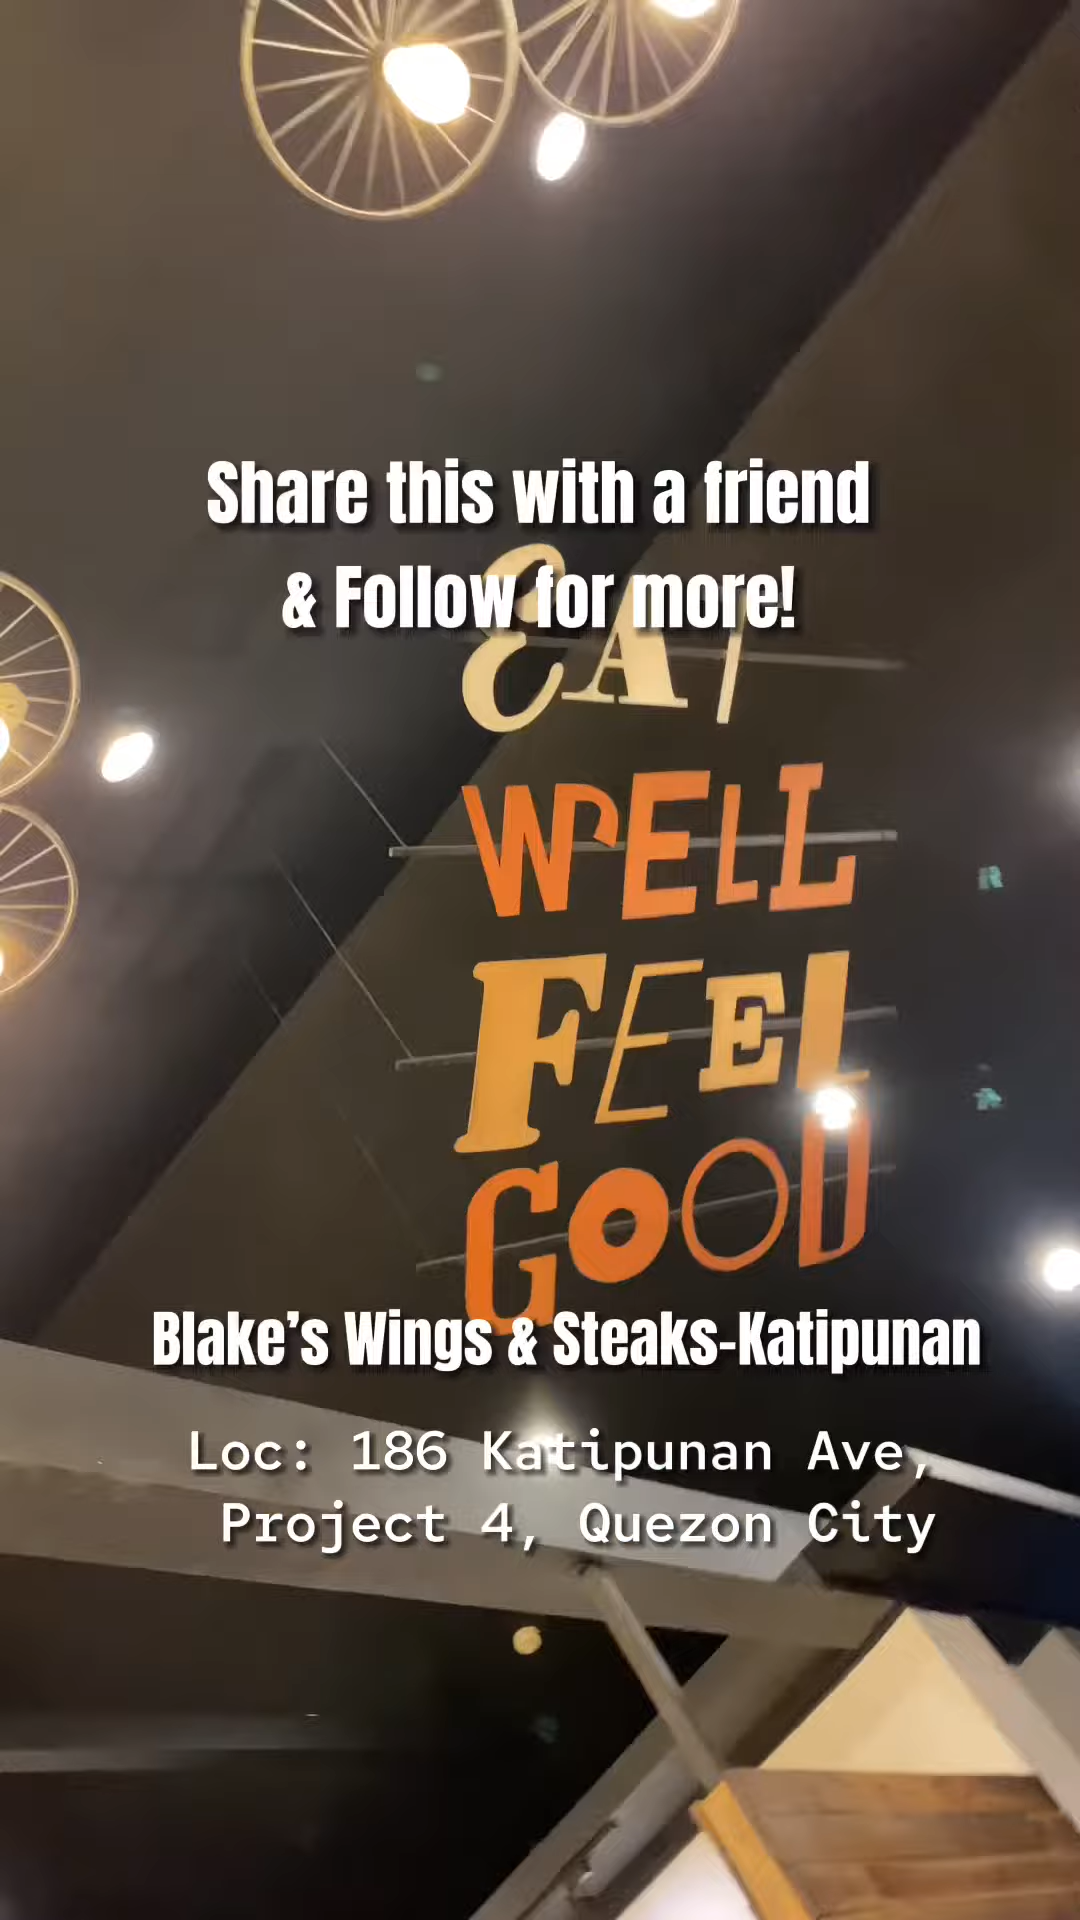 Share this with a friend
& Follow for more!
EAT
WELL
FEEL
GOOD
Blake’s Wings & Steaks-Katipunan
Loc: 186 Katipunan Ave,
Project 4, Quezon City